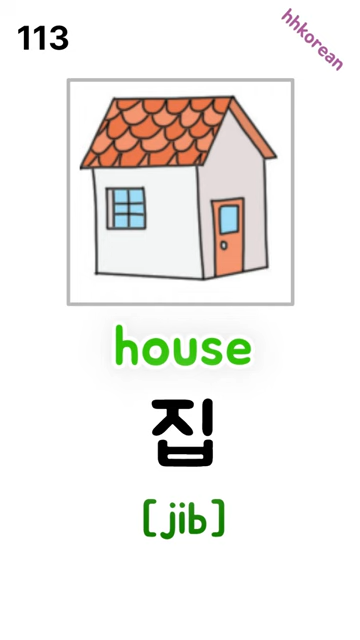 113
hhkorean
house
집
[jib]